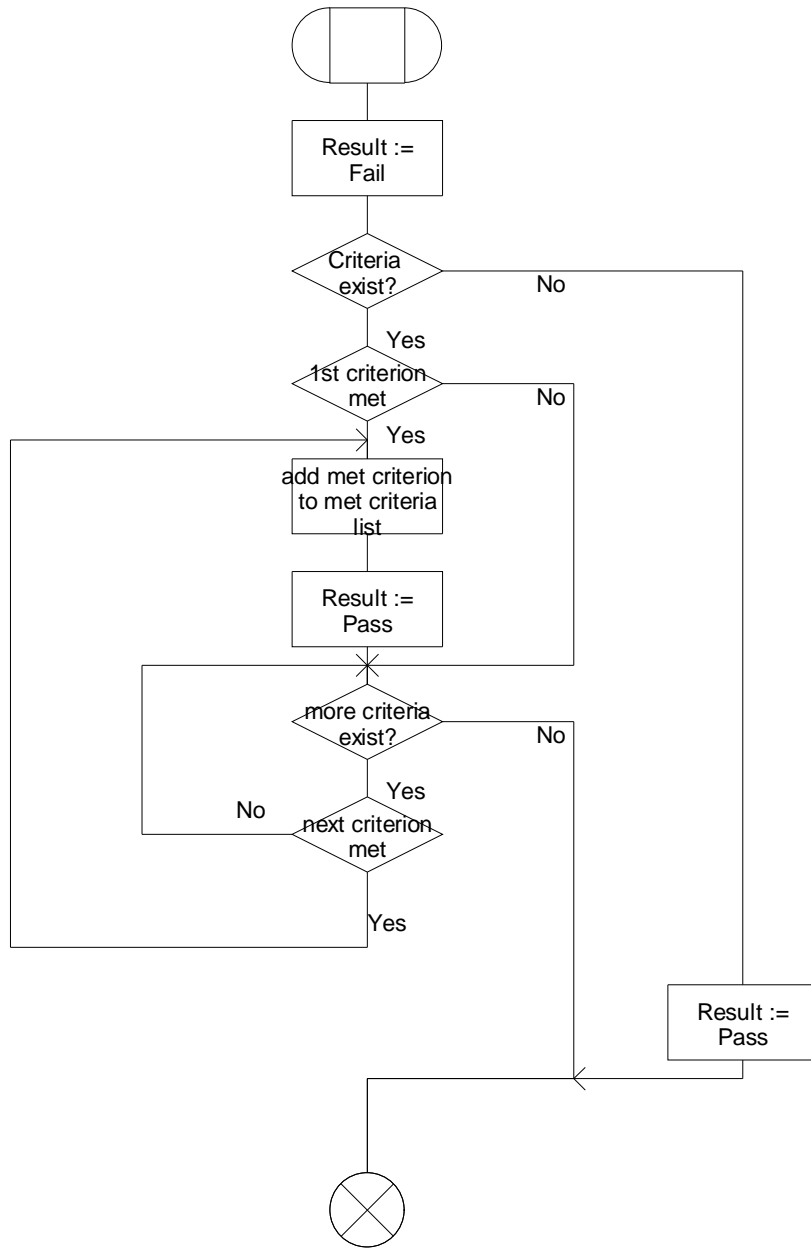 Result :=
Fail
Criteria
exist?
No
Yes
1st criterion
met
No
Yes
add met criterion
to met criteria
list
Result :=
Pass
more criteria
exist?
No
Yes
No
next criterion
met
Yes
Result :=
Pass